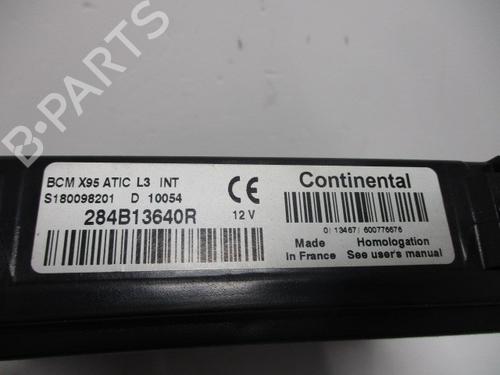 B-PARTS
BCM X95 ATIC L3 INT
S180098201 D 10054
284B13640R
CE
12 V
Continental
0/13467/600776676
Made in France
Homologation
See user's manual